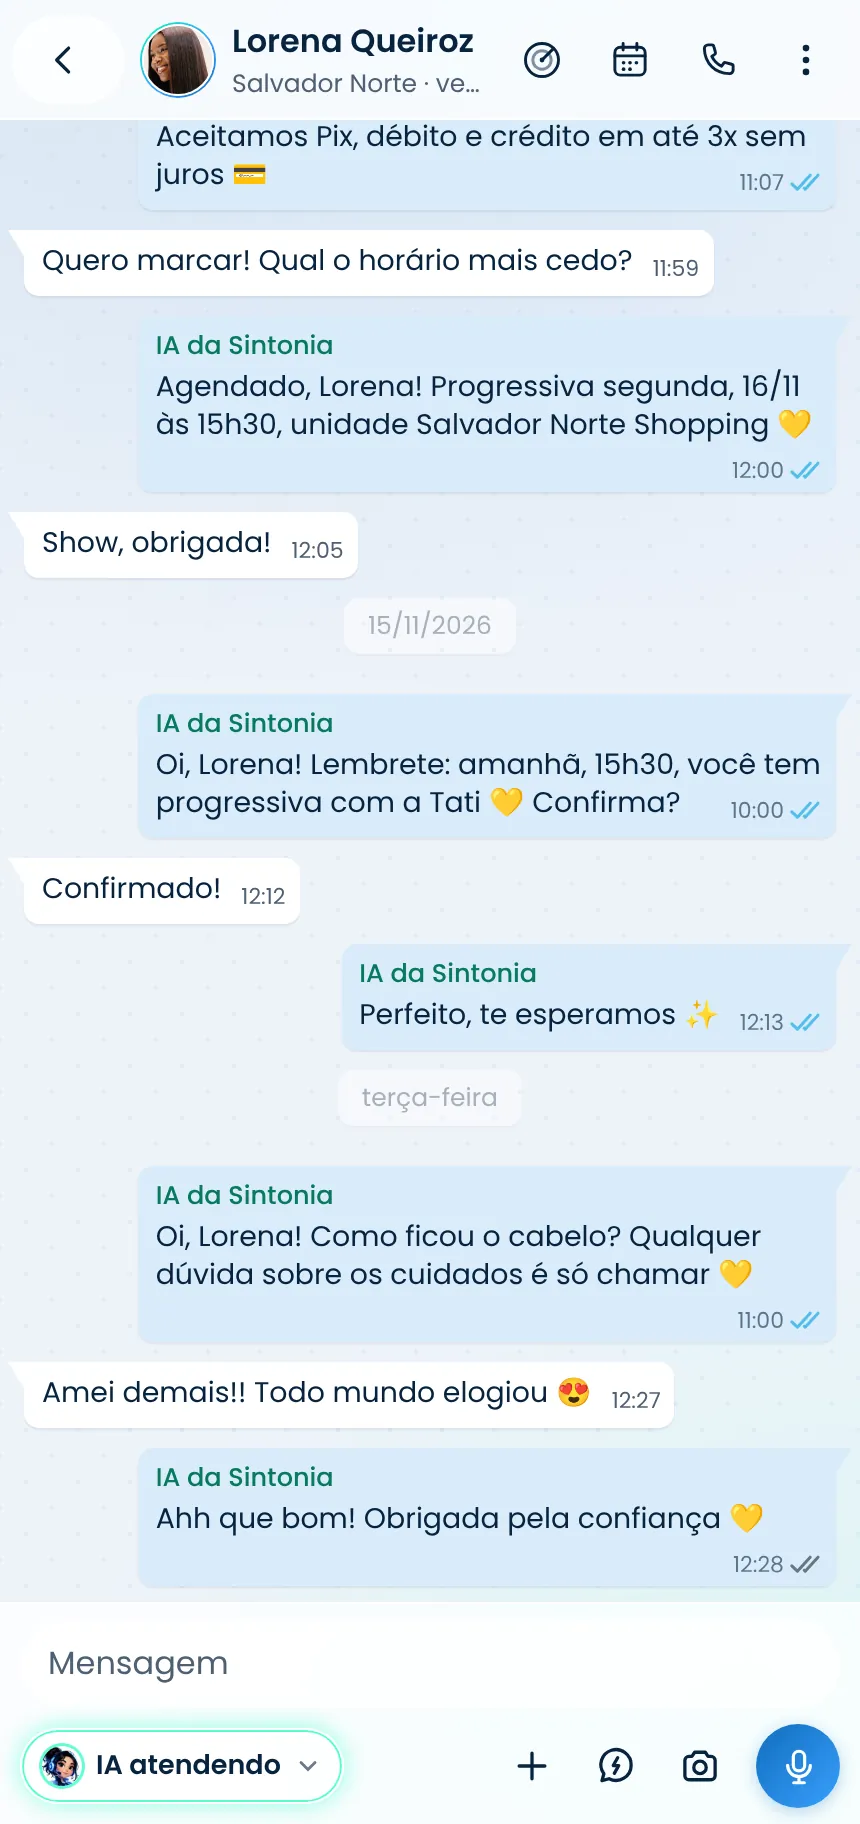 Lorena Queiroz
Salvador Norte · ve...
Aceitamos Pix, débito e crédito em até 3x sem
juros 💳
11:07
Quero marcar! Qual o horário mais cedo?
11:59
IA da Sintonia
Agendado, Lorena! Progressiva segunda, 16/11
às 15h30, unidade Salvador Norte Shopping 💛
12:00
Show, obrigada!
12:05
15/11/2026
IA da Sintonia
Oi, Lorena! Lembrete: amanhã, 15h30, você tem
progressiva com a Tati 💛 Confirma?
10:00
Confirmado!
12:12
IA da Sintonia
Perfeito, te esperamos ✨
12:13
terça-feira
IA da Sintonia
Oi, Lorena! Como ficou o cabelo? Qualquer
dúvida sobre os cuidados é só chamar 💛
11:00
Amei demais!! Todo mundo elogiou 😍
12:27
IA da Sintonia
Ahh que bom! Obrigada pela confiança 💛
12:28
Mensagem
IA atendendo